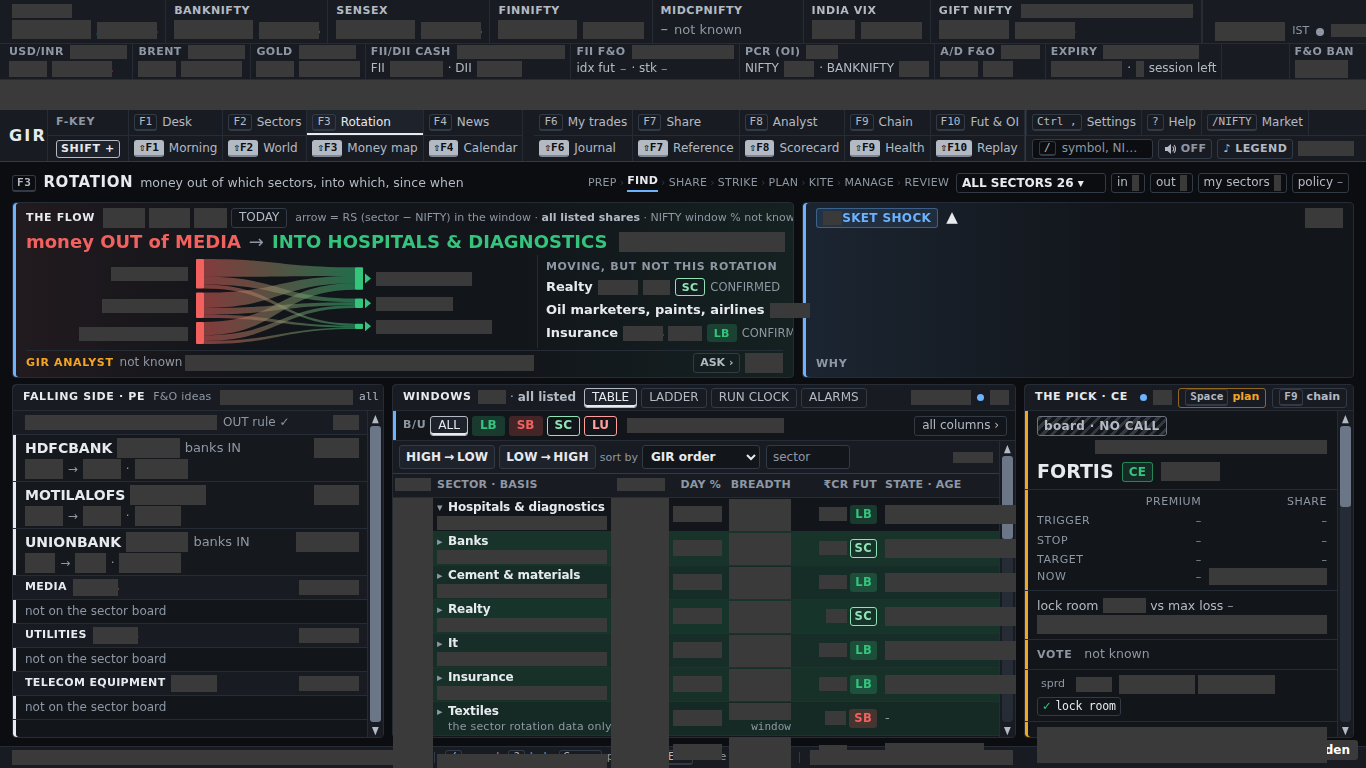 BANKNIFTY SENSEX FINNIFTY MIDCPNIFTY INDIA VIX GIFT NIFTY
– not known IST
USD/INR BRENT GOLD FII/DII CASH FII F&O PCR (OI) A/D F&O EXPIRY F&O BAN
FII · DII idx fut – · stk – NIFTY · BANKNIFTY · session left
GIR F-KEY F1 Desk F2 Sectors F3 Rotation F4 News F6 My trades F7 Share F8 Analyst F9 Chain F10 Fut & OI Ctrl , Settings ? Help /NIFTY Market
SHIFT + ⇧F1 Morning ⇧F2 World ⇧F3 Money map ⇧F4 Calendar ⇧F6 Journal ⇧F7 Reference ⇧F8 Scorecard ⇧F9 Health ⇧F10 Replay / symbol, NI… OFF ♪ LEGEND
F3 ROTATION money out of which sectors, into which, since when PREP › FIND › SHARE › STRIKE › PLAN › KITE › MANAGE › REVIEW ALL SECTORS 26 ▾ in out my sectors policy –
THE FLOW TODAY arrow = RS (sector − NIFTY) in the window · all listed shares · NIFTY window % not know
money OUT of MEDIA → INTO HOSPITALS & DIAGNOSTICS
MOVING, BUT NOT THIS ROTATION
Realty SC CONFIRMED
Oil marketers, paints, airlines
Insurance LB CONFIRM
GIR ANALYST not known ASK ›
SKET SHOCK ▲
WHY
FALLING SIDE · PE F&O ideas all
OUT rule ✓
HDFCBANK banks IN
→ ·
MOTILALOFS
→ ·
UNIONBANK banks IN
→ ·
MEDIA
not on the sector board
UTILITIES
not on the sector board
TELECOM EQUIPMENT
not on the sector board
WINDOWS · all listed TABLE LADDER RUN CLOCK ALARMS
B/U ALL LB SB SC LU all columns ›
HIGH → LOW LOW → HIGH sort by GIR order sector
SECTOR · BASIS DAY % BREADTH ₹CR FUT STATE · AGE
▾ Hospitals & diagnostics LB
▸ Banks SC
▸ Cement & materials LB
▸ Realty SC
▸ It LB
▸ Insurance LB
▸ Textiles SB –
the sector rotation data only window
THE PICK · CE Space plan F9 chain
board · NO CALL
FORTIS CE
PREMIUM SHARE
TRIGGER – –
STOP – –
TARGET – –
NOW –
lock room vs max loss –
VOTE not known
sprd
✓ lock room
den